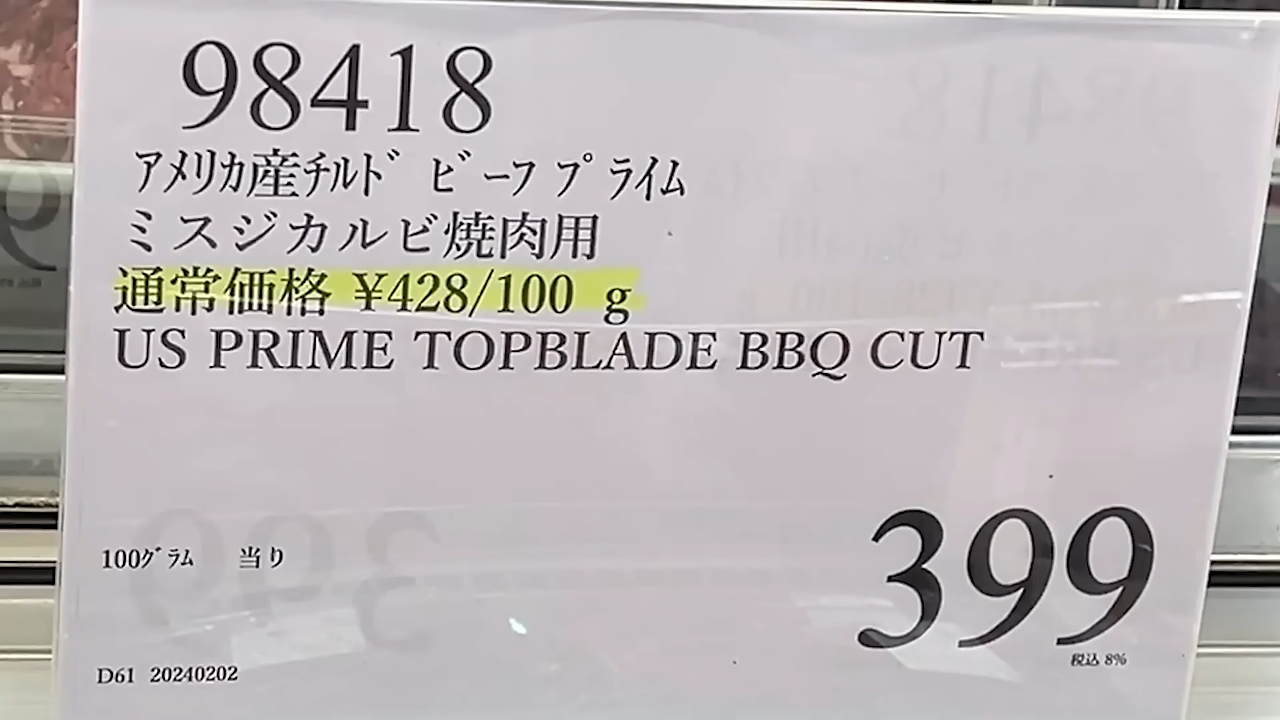 98418
ｱﾒﾘｶ産ﾁﾙﾄﾞ ﾋﾞｰﾌ ﾌﾟﾗｲﾑ
ミスジカルビ焼肉用
通常価格 ¥428/100 g
US PRIME TOPBLADE BBQ CUT
100ｸﾞﾗﾑ 当り
399
税込 8%
D61 20240202